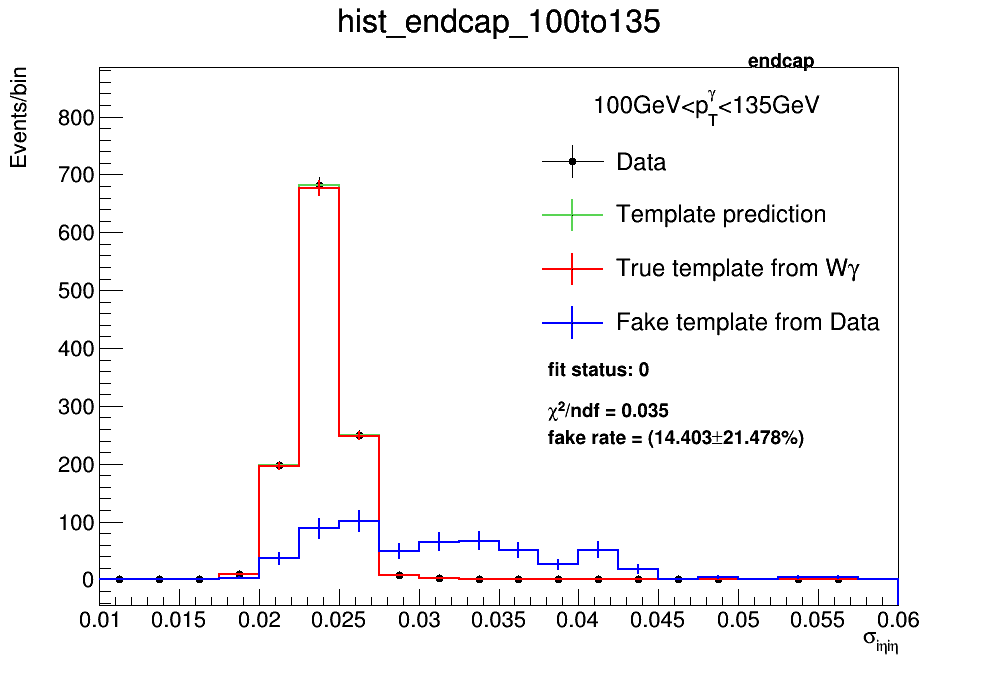 hist_endcap_100to135
endcap
Events/bin
100GeV<p_T^γ<135GeV
Data
Template prediction
True template from Wγ
Fake template from Data
fit status: 0
χ²/ndf = 0.035
fake rate = (14.403±21.478%)
800
700
600
500
400
300
200
100
0
0.01 0.015 0.02 0.025 0.03 0.035 0.04 0.045 0.05 0.055 0.06
σ_iηiη